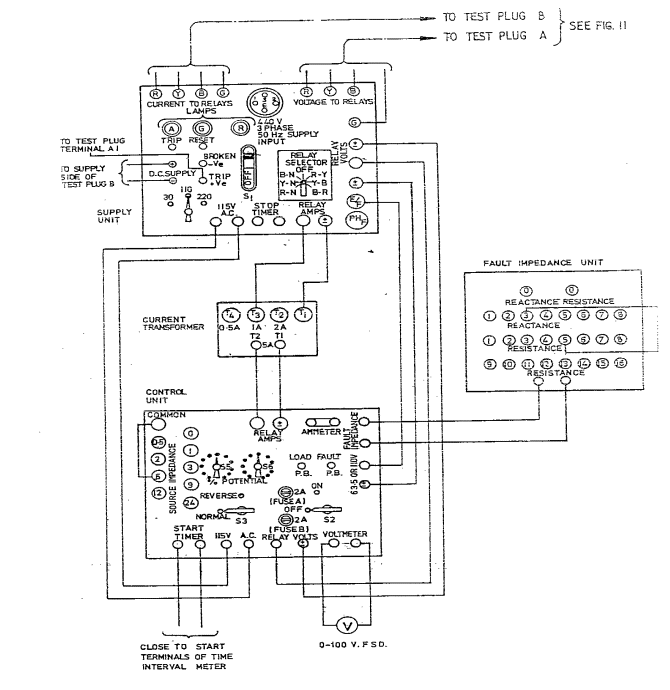 TO TEST PLUG B
TO TEST PLUG A
SEE FIG. 11
R Y B G
CURRENT TO RELAYS
R Y B
VOLTAGE TO RELAYS
LAMPS
A G R
TRIP RESET
440 V
3 PHASE
50 Hz SUPPLY
INPUT
G
RELAY
VOLTS
±
±
TO TEST PLUG
TERMINAL A1
TO SUPPLY
SIDE OF
TEST PLUG B
+
D.C. SUPPLY
−
BROKEN
-Ve
TRIP
+Ve
OFF
S1
RELAY
SELECTOR
OFF
B-N R-Y
Y-N Y-B
R-N B-R
30 110 220
SUPPLY
UNIT
115V
A.C.
STOP
TIMER
RELAY
AMPS
±
PH F
FAULT IMPEDANCE UNIT
0 0
REACTANCE RESISTANCE
1 2 3 4 5 6 7 8
REACTANCE
1 2 3 4 5 6 7 8
RESISTANCE
9 10 11 12 13 14 15 16
RESISTANCE
CURRENT
TRANSFORMER
T4 T3 T2 T1
0·5A 1A 2A
T2 T1
5A
CONTROL
UNIT
COMMON
0·5
2
6
12
SOURCE IMPEDANCE
0
1
3
9
24
RELAY
AMPS
±
AMMETER
FAULT
IMPEDANCE
63·5 OR 110V
±
S5 S6
% POTENTIAL
LOAD FAULT
P.B. P.B.
ON
2A
(FUSE A)
OFF
2A
S2
(FUSE B)
REVERSE
NORMAL
S3
START
TIMER
115V A.C.
RELAY VOLTS
±
VOLTMETER
V
0-100 V. F S D.
CLOSE TO START
TERMINALS OF TIME
INTERVAL METER